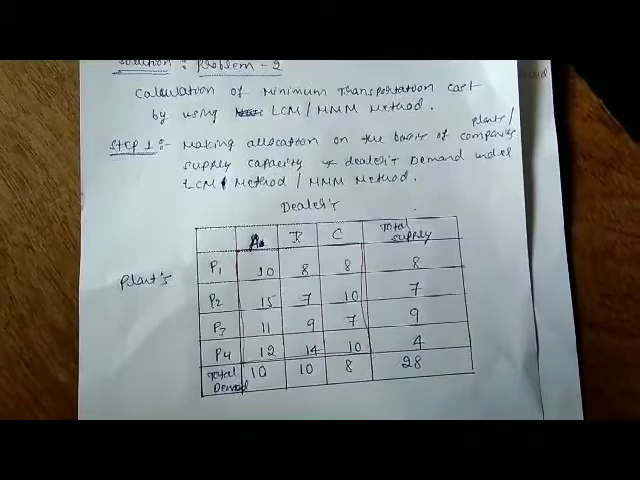 Solution : Problem - 2
Calculation of Minimum Transportation cost
by using LCM / MMM Method.
plants /
Step 1 :- Making allocation on the basis of companies
supply capacity & dealer's Demand under
LCM / Method / MMM Method.
Dealer's
A B C Total supply
Plant's
P1 10 8 8 8
P2 15 7 10 7
P3 11 9 7 9
P4 12 14 10 4
Total Demand 10 10 8 28